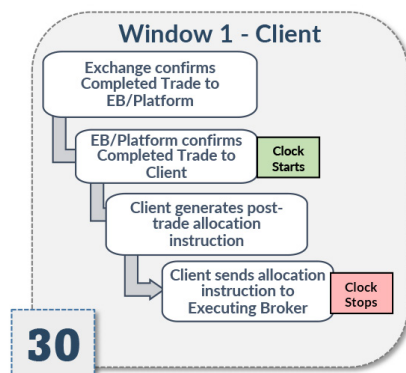 Window 1 - Client
Exchange confirms
Completed Trade to
EB/Platform
EB/Platform confirms
Completed Trade to
Client
Clock
Starts
Client generates post-
trade allocation
instruction
Client sends allocation
instruction to
Executing Broker
Clock
Stops
30